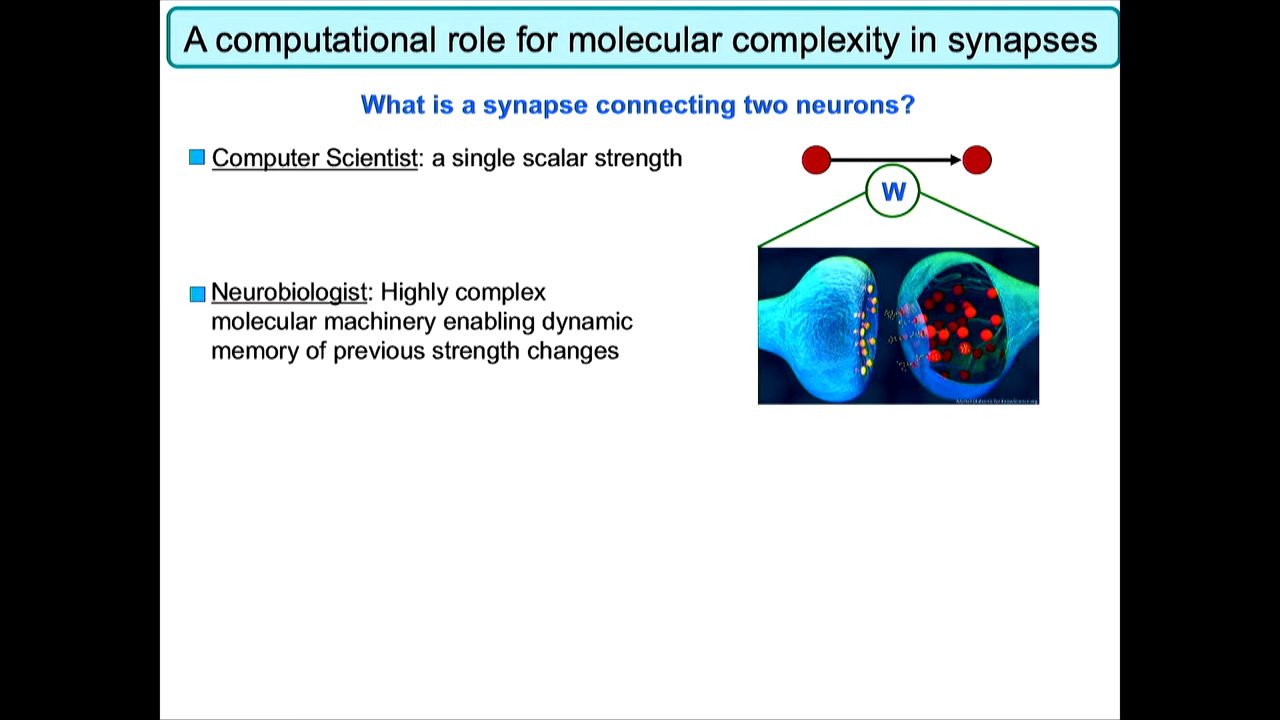 A computational role for molecular complexity in synapses
What is a synapse connecting two neurons?
Computer Scientist: a single scalar strength
W
Neurobiologist: Highly complex
molecular machinery enabling dynamic
memory of previous strength changes